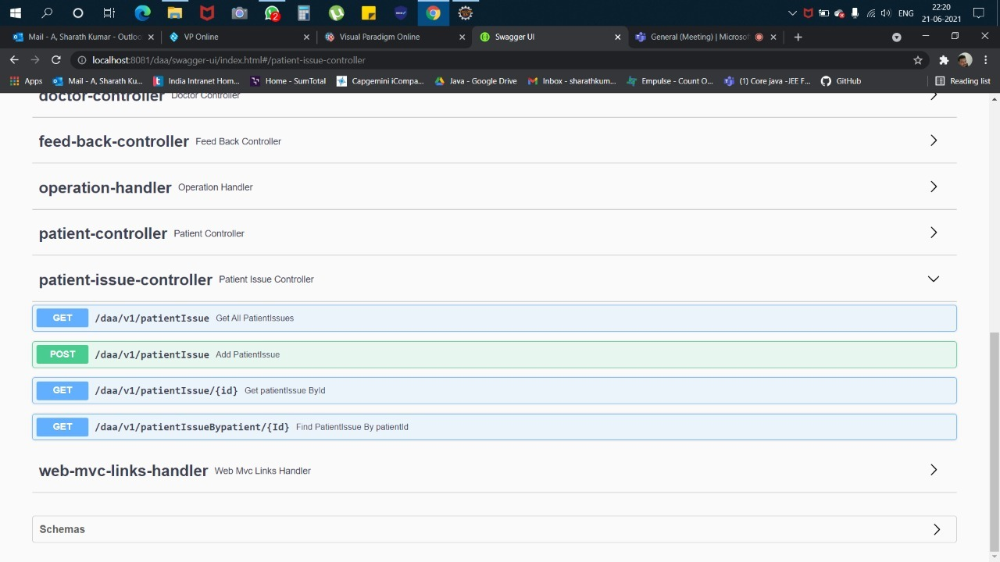 22:20
ENG
21-06-2021
2
Mail - A, Sharath Kumar - Outloo
VP Online
Visual Paradigm Online
Swagger UI
General (Meeting) | Microsof
localhost:8081/daa/swagger-ui/index.html#/patient-issue-controller
Apps
Mail - A, Sharath Ku...
India Intranet Hom...
Home - SumTotal
Capgemini iCompa...
Java - Google Drive
Inbox - sharathkum...
Empulse - Count O...
(1) Core java -JEE F...
GitHub
Reading list
doctor-controller Doctor Controller
feed-back-controller Feed Back Controller
operation-handler Operation Handler
patient-controller Patient Controller
patient-issue-controller Patient Issue Controller
GET /daa/v1/patientIssue Get All PatientIssues
POST /daa/v1/patientIssue Add PatientIssue
GET /daa/v1/patientIssue/{id} Get patientIssue ById
GET /daa/v1/patientIssueBypatient/{Id} Find PatientIssue By patientId
web-mvc-links-handler Web Mvc Links Handler
Schemas